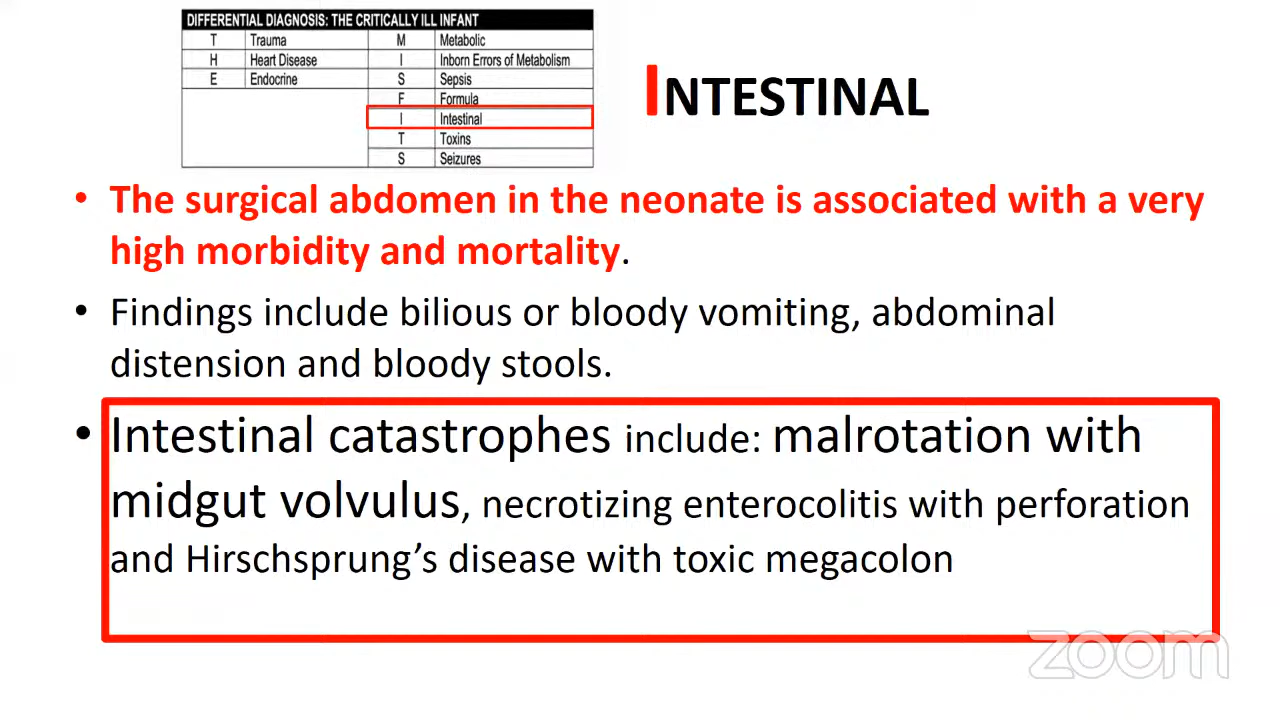 DIFFERENTIAL DIAGNOSIS: THE CRITICALLY ILL INFANT
T Trauma M Metabolic
H Heart Disease I Inborn Errors of Metabolism
E Endocrine S Sepsis
F Formula
I Intestinal
T Toxins
S Seizures
INTESTINAL
• The surgical abdomen in the neonate is associated with a very
high morbidity and mortality.
• Findings include bilious or bloody vomiting, abdominal
distension and bloody stools.
• Intestinal catastrophes include: malrotation with
midgut volvulus, necrotizing enterocolitis with perforation
and Hirschsprung’s disease with toxic megacolon
zoom